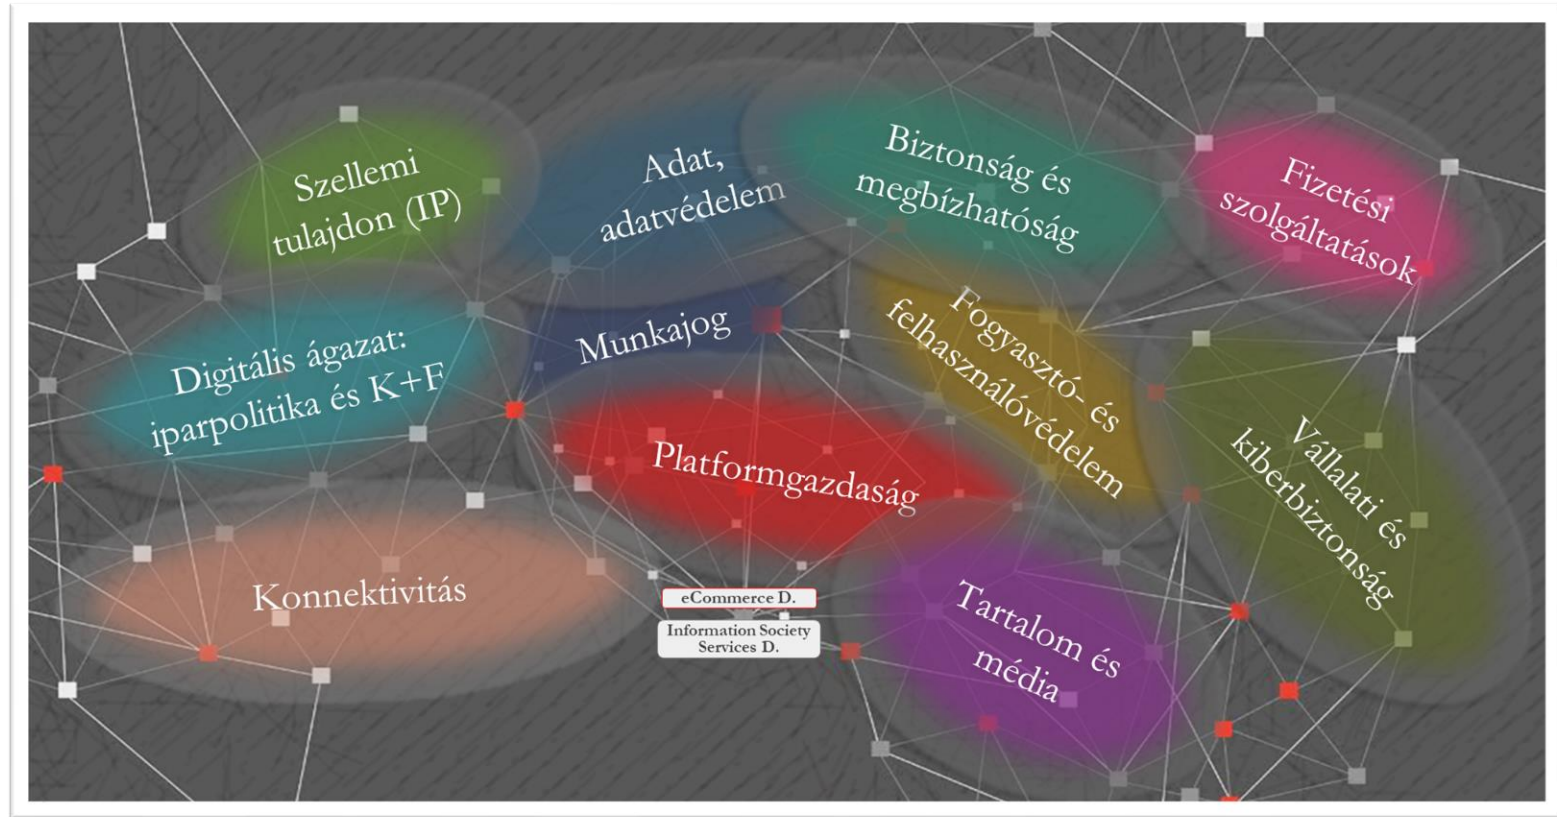 Szellemi
tulajdon (IP)
Adat,
adatvédelem
Biztonság és
megbízhatóság
Fizetési
szolgáltatások
Digitális ágazat:
iparpolitika és K+F
Munkajog
Fogyasztó- és
felhasználóvédelem
Platformgazdaság
Vállalati és
kiberbiztonság
Konnektivitás
eCommerce D.
Information Society
Services D.
Tartalom és
média